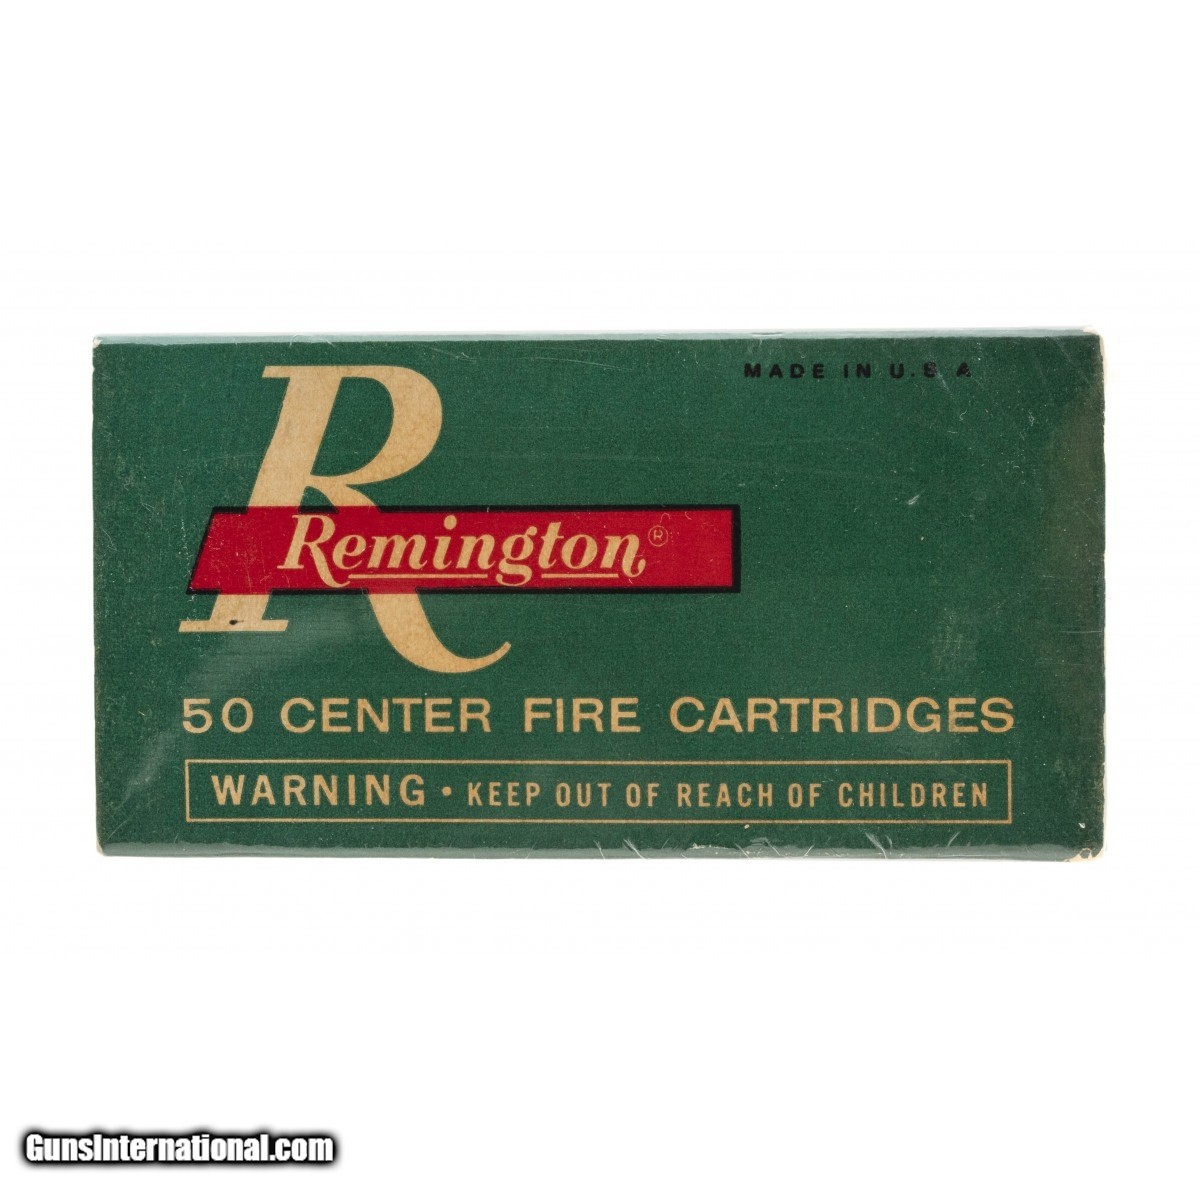 MADE IN U.S.A
R
Remington®
50 CENTER FIRE CARTRIDGES
WARNING • KEEP OUT OF REACH OF CHILDREN
GunsInternational.com